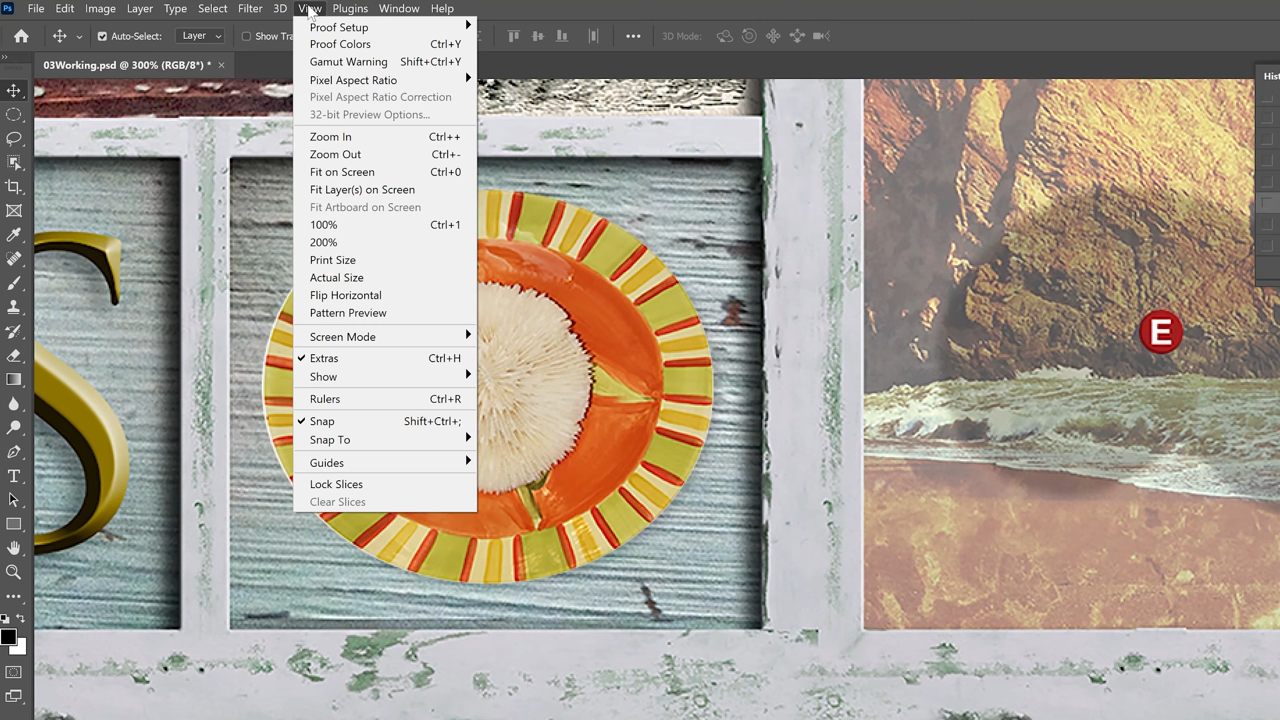 Ps File Edit Image Layer Type Select Filter 3D View Plugins Window Help
Auto-Select: Layer Show Tra ••• 3D Mode:
03Working.psd @ 300% (RGB/8*) * ×
Hist
Proof Setup
Proof Colors Ctrl+Y
Gamut Warning Shift+Ctrl+Y
Pixel Aspect Ratio
Pixel Aspect Ratio Correction
32-bit Preview Options...
Zoom In Ctrl++
Zoom Out Ctrl+-
Fit on Screen Ctrl+0
Fit Layer(s) on Screen
Fit Artboard on Screen
100% Ctrl+1
200%
Print Size
Actual Size
Flip Horizontal
Pattern Preview
Screen Mode
Extras Ctrl+H
Show
Rulers Ctrl+R
Snap Shift+Ctrl+;
Snap To
Guides
Lock Slices
Clear Slices
S
E